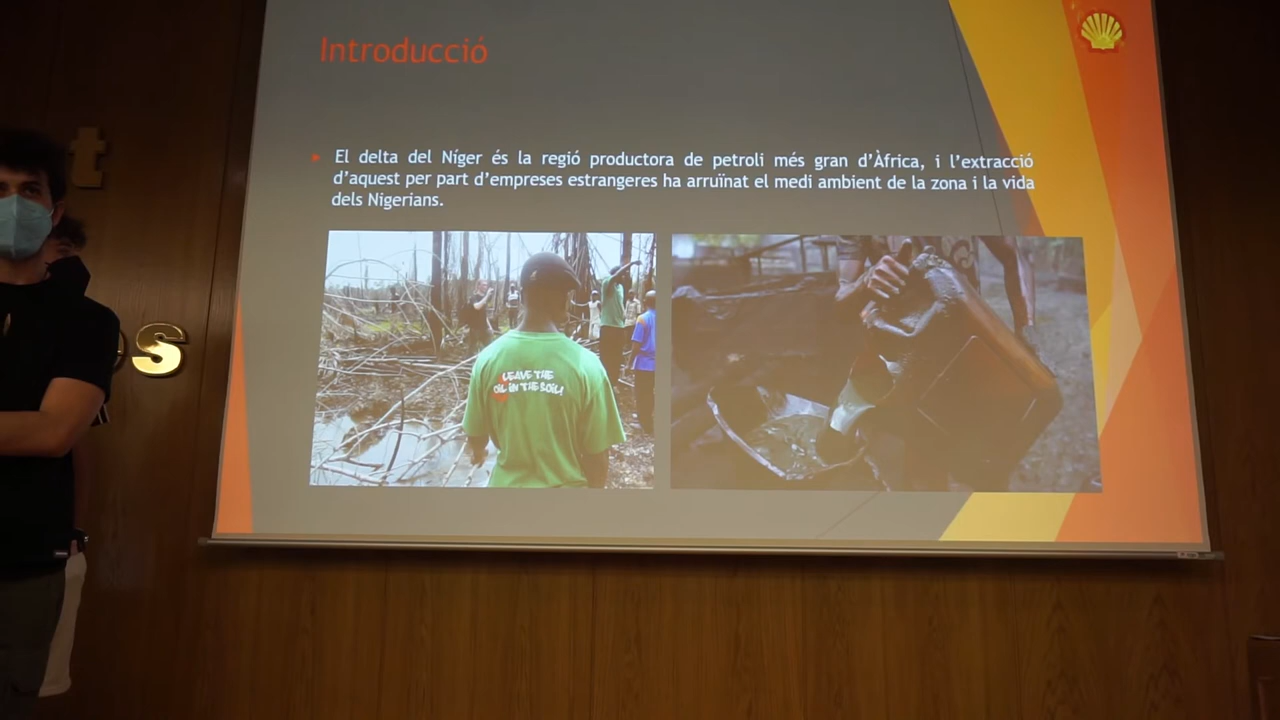 Introducció
El delta del Níger és la regió productora de petroli més gran d'Àfrica, i l'extracció
d'aquest per part d'empreses estrangeres ha arruïnat el medi ambient de la zona i la vida
dels Nigerians.
LEAVE THE
OIL IN THE SOIL!
t
os